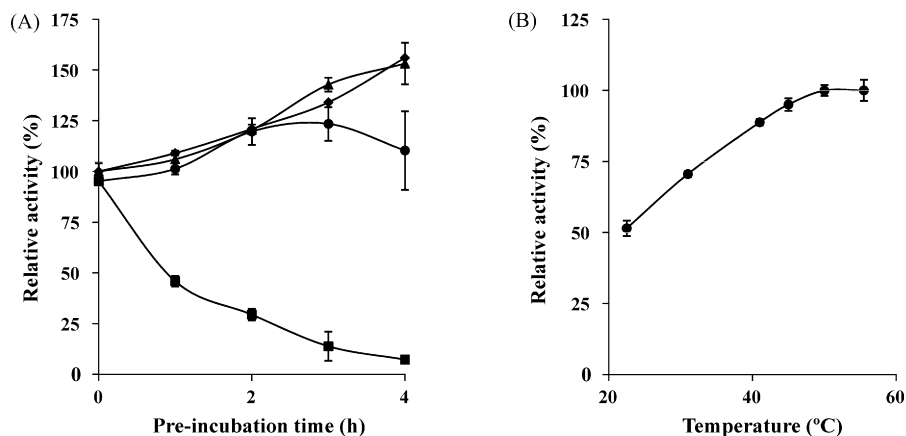 (A)
175
150
125
100
75
50
25
0
Relative activity (%)
0 2 4
Pre-incubation time (h)
(B)
125
100
75
50
25
0
Relative activity (%)
20 40 60
Temperature (ºC)